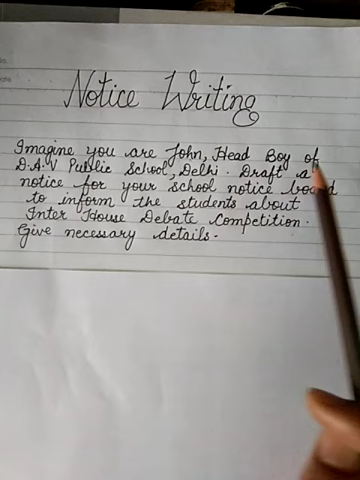 Notice Writing
Imagine you are John, Head Boy of
D.A.V Public School, Delhi. Draft a
notice for your school notice board
to inform the students about
Inter House Debate Competition.
Give necessary details.